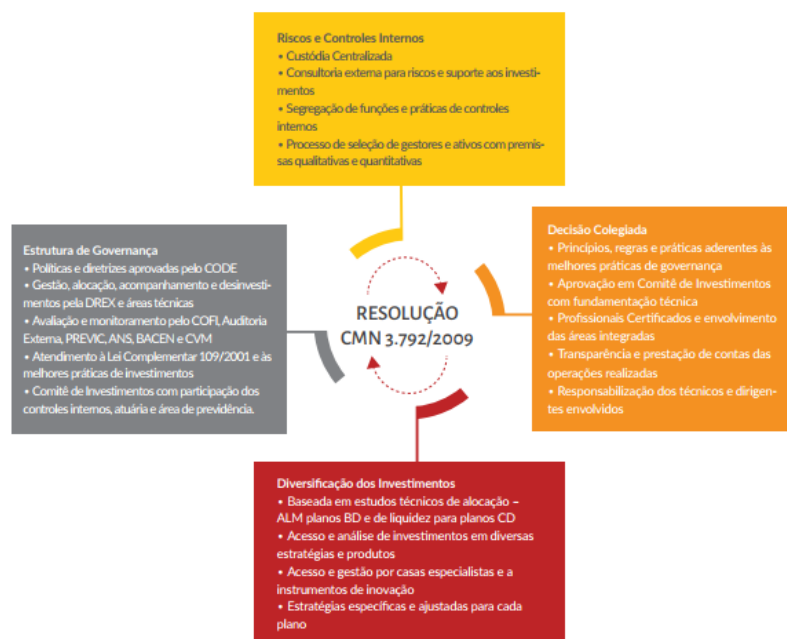 Riscos e Controles Internos
• Custódia Centralizada
• Consultoria externa para riscos e suporte aos investi-
mentos
• Segregação de funções e práticas de controles
internos
• Processo de seleção de gestores e ativos com premis-
sas qualitativas e quantitativas
Estrutura de Governança
• Políticas e diretrizes aprovadas pelo CODE
• Gestão, alocação, acompanhamento e desinvesti-
mentos pela DREX e áreas técnicas
• Avaliação e monitoramento pelo COFI, Auditoria
Externa, PREVIC, ANS, BACEN e CVM
• Atendimento à Lei Complementar 109/2001 e às
melhores práticas de investimentos
• Comitê de Investimentos com participação dos
controles internos, atuária e área de previdência.
RESOLUÇÃO
CMN 3.792/2009
Decisão Colegiada
• Princípios, regras e práticas aderentes às
melhores práticas de governança
• Aprovação em Comitê de Investimentos
com fundamentação técnica
• Profissionais Certificados e envolvimento
das áreas integradas
• Transparência e prestação de contas das
operações realizadas
• Responsabilização dos técnicos e dirigen-
tes envolvidos
Diversificação dos Investimentos
• Baseada em estudos técnicos de alocação –
ALM planos BD e de liquidez para planos CD
• Acesso e análise de investimentos em diversas
estratégias e produtos
• Acesso e gestão por casas especialistas e a
instrumentos de inovação
• Estratégias específicas e ajustadas para cada
plano